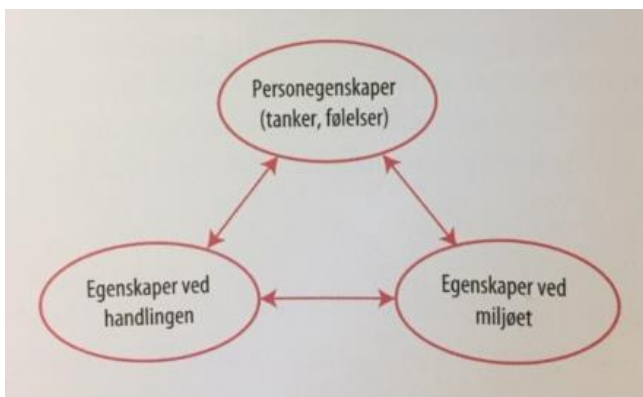 Personegenskaper
(tanker, følelser)
Egenskaper ved
handlingen
Egenskaper ved
miljøet